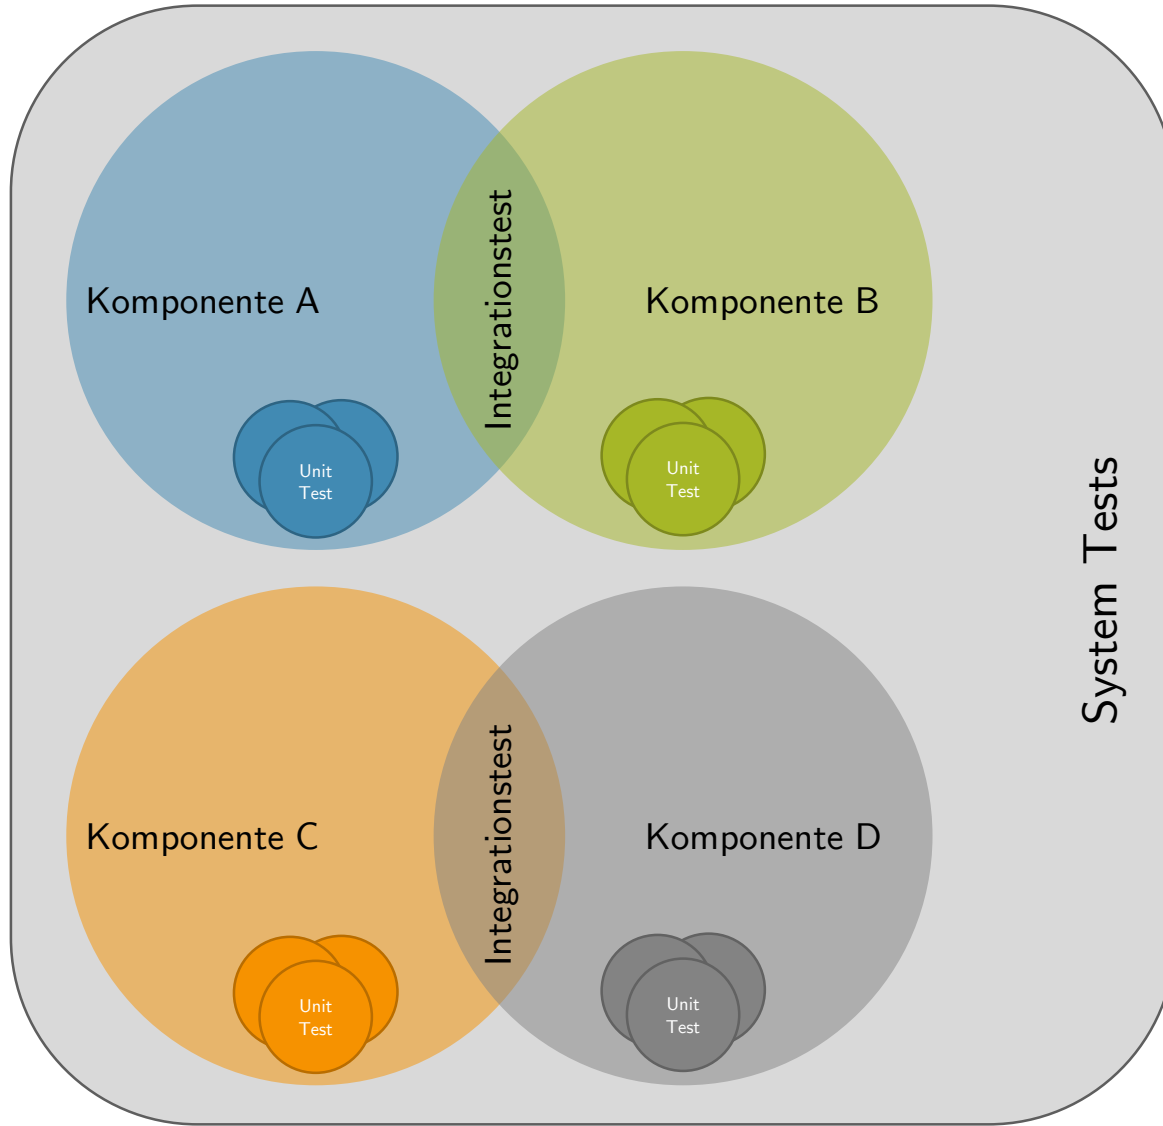 Komponente A
Integrationstest
Komponente B
Unit
Test
Unit
Test
System Tests
Komponente C
Integrationstest
Komponente D
Unit
Test
Unit
Test